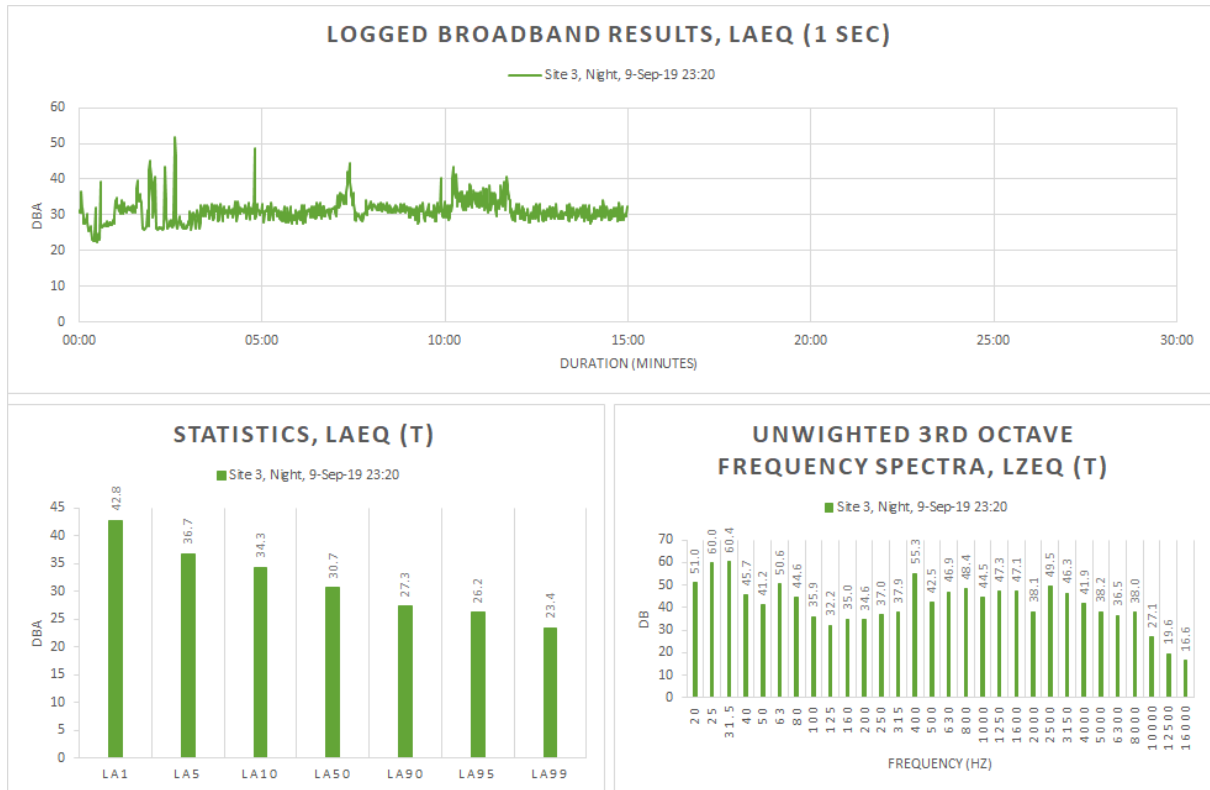 LOGGED BROADBAND RESULTS, LAEQ (1 SEC)
Site 3, Night, 9-Sep-19 23:20
60
50
40
30
20
10
0
DBA
00:00 05:00 10:00 15:00 20:00 25:00 30:00
DURATION (MINUTES)
STATISTICS, LAEQ (T)
Site 3, Night, 9-Sep-19 23:20
45
40
35
30
25
20
15
10
5
0
DBA
42.8 36.7 34.3 30.7 27.3 26.2 23.4
LA1 LA5 LA10 LA50 LA90 LA95 LA99
UNWIGHTED 3RD OCTAVE
FREQUENCY SPECTRA, LZEQ (T)
Site 3, Night, 9-Sep-19 23:20
70
60
50
40
30
20
10
0
DB
51.0 60.0 60.4 45.7 41.2 50.6 44.6 35.9 32.2 35.0 34.6 37.0 37.9 55.3 42.5 46.9 48.4 44.5 47.3 47.1 38.1 49.5 46.3 41.9 38.2 36.5 38.0 27.1 19.6 16.6
20 25 31.5 40 50 63 80 100 125 160 200 250 315 400 500 630 800 1000 1250 1600 2000 2500 3150 4000 5000 6300 8000 10000 12500 16000
FREQUENCY (HZ)